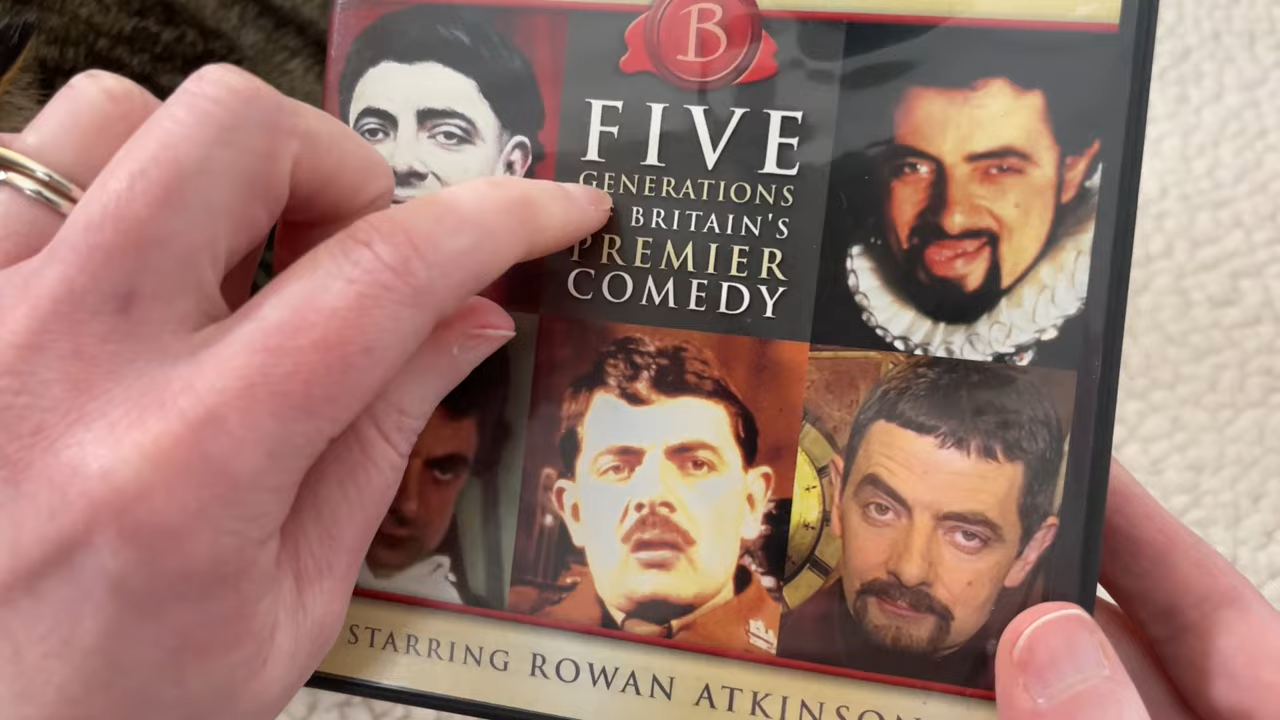 B
FIVE
GENERATIONS
BRITAIN'S
PREMIER
COMEDY
STARRING ROWAN ATKINSON